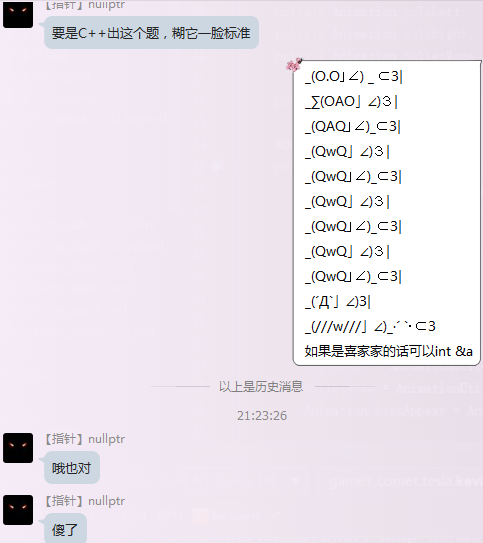 【指针】nullptr
要是C++出这个题，糊它一脸标准
_(O.O」∠) _ ⊂3|
_∑(OAO」∠)３|
_(QAQ」∠)_⊂3|
_(QwQ」∠)３|
_(QwQ」∠)_⊂3|
_(QwQ」∠)３|
_(QwQ」∠)_⊂3|
_(QwQ」∠)３|
_(QwQ」∠)_⊂3|
_(´Д`」∠)3|
_(///w///」∠)_.･´ `･ ⊂3
如果是喜家家的话可以int &a
以上是历史消息
21:23:26
【指针】nullptr
哦也对
【指针】nullptr
傻了